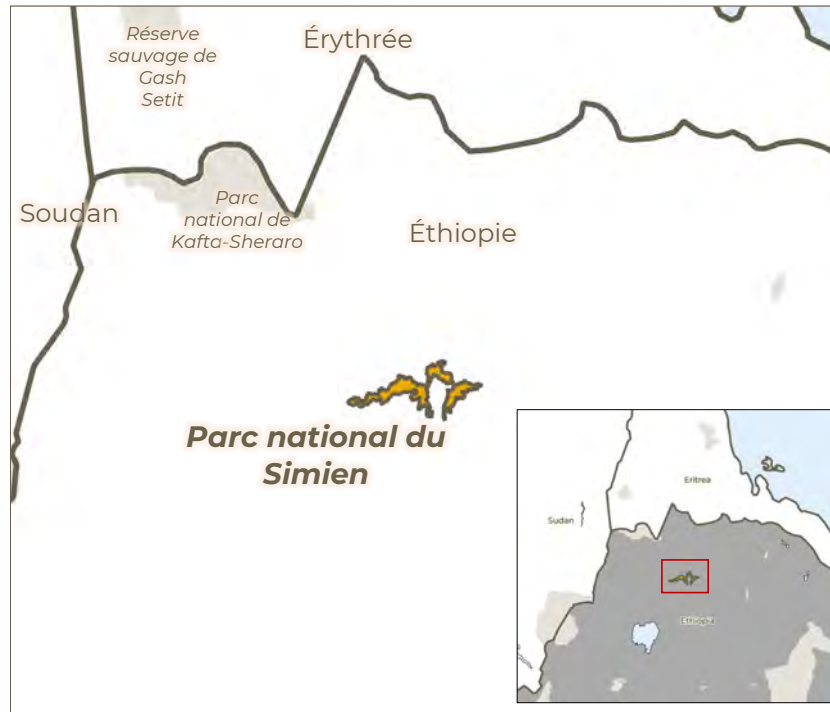 Réserve
sauvage de
Gash
Setit
Érythrée
Soudan
Parc
national de
Kafta-Sheraro
Éthiopie
Parc national du
Simien
Eritrea
Sudan
Ethiopia